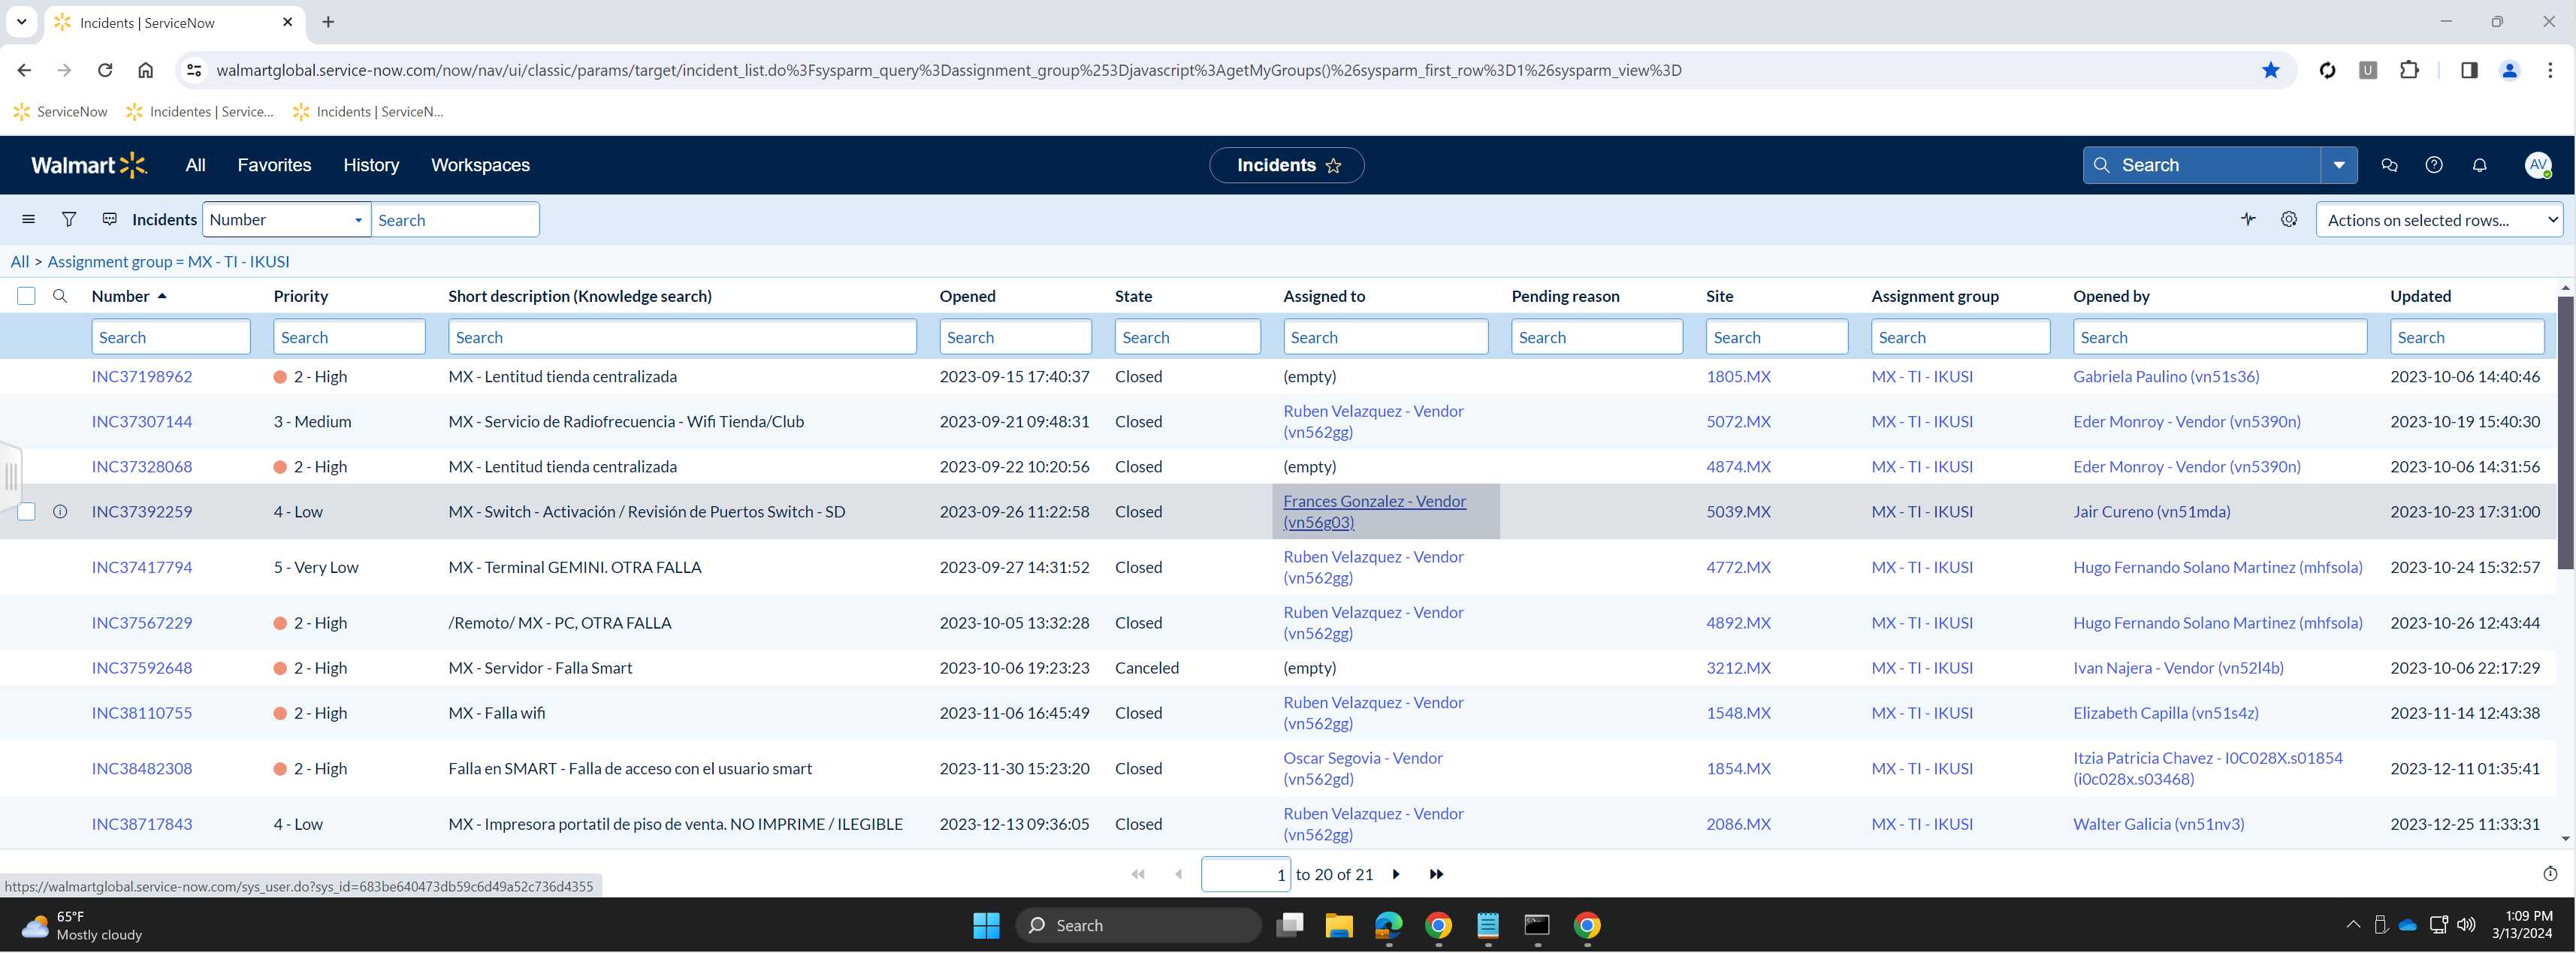 Incidents | ServiceNow
walmartglobal.service-now.com/now/nav/ui/classic/params/target/incident_list.do%3Fsysparm_query%3Dassignment_group%253Djavascript%3AgetMyGroups()%26sysparm_first_row%3D1%26sysparm_view%3D
U
ServiceNow Incidentes | Service... Incidents | ServiceN...
Walmart All Favorites History Workspaces Incidents Search AV
Incidents Number Search Actions on selected rows...
All > Assignment group = MX - TI - IKUSI
Number Priority Short description (Knowledge search) Opened State Assigned to Pending reason Site Assignment group Opened by Updated
Search Search Search Search Search Search Search Search Search Search Search
INC37198962 2 - High MX - Lentitud tienda centralizada 2023-09-15 17:40:37 Closed (empty) 1805.MX MX - TI - IKUSI Gabriela Paulino (vn51s36) 2023-10-06 14:40:46
INC37307144 3 - Medium MX - Servicio de Radiofrecuencia - Wifi Tienda/Club 2023-09-21 09:48:31 Closed Ruben Velazquez - Vendor (vn562gg) 5072.MX MX - TI - IKUSI Eder Monroy - Vendor (vn5390n) 2023-10-19 15:40:30
INC37328068 2 - High MX - Lentitud tienda centralizada 2023-09-22 10:20:56 Closed (empty) 4874.MX MX - TI - IKUSI Eder Monroy - Vendor (vn5390n) 2023-10-06 14:31:56
INC37392259 4 - Low MX - Switch - Activación / Revisión de Puertos Switch - SD 2023-09-26 11:22:58 Closed Frances Gonzalez - Vendor (vn56g03) 5039.MX MX - TI - IKUSI Jair Cureno (vn51mda) 2023-10-23 17:31:00
INC37417794 5 - Very Low MX - Terminal GEMINI. OTRA FALLA 2023-09-27 14:31:52 Closed Ruben Velazquez - Vendor (vn562gg) 4772.MX MX - TI - IKUSI Hugo Fernando Solano Martinez (mhfsola) 2023-10-24 15:32:57
INC37567229 2 - High /Remoto/ MX - PC, OTRA FALLA 2023-10-05 13:32:28 Closed Ruben Velazquez - Vendor (vn562gg) 4892.MX MX - TI - IKUSI Hugo Fernando Solano Martinez (mhfsola) 2023-10-26 12:43:44
INC37592648 2 - High MX - Servidor - Falla Smart 2023-10-06 19:23:23 Canceled (empty) 3212.MX MX - TI - IKUSI Ivan Najera - Vendor (vn52l4b) 2023-10-06 22:17:29
INC38110755 2 - High MX - Falla wifi 2023-11-06 16:45:49 Closed Ruben Velazquez - Vendor (vn562gg) 1548.MX MX - TI - IKUSI Elizabeth Capilla (vn51s4z) 2023-11-14 12:43:38
INC38482308 2 - High Falla en SMART - Falla de acceso con el usuario smart 2023-11-30 15:23:20 Closed Oscar Segovia - Vendor (vn562gd) 1854.MX MX - TI - IKUSI Itzia Patricia Chavez - I0C028X.s01854 (i0c028x.s03468) 2023-12-11 01:35:41
INC38717843 4 - Low MX - Impresora portatil de piso de venta. NO IMPRIME / ILEGIBLE 2023-12-13 09:36:05 Closed Ruben Velazquez - Vendor (vn562gg) 2086.MX MX - TI - IKUSI Walter Galicia (vn51nv3) 2023-12-25 11:33:31
1 to 20 of 21
https://walmartglobal.service-now.com/sys_user.do?sys_id=683be640473db59c6d49a52c736d4355
65°F
Mostly cloudy
Search
1:09 PM
3/13/2024